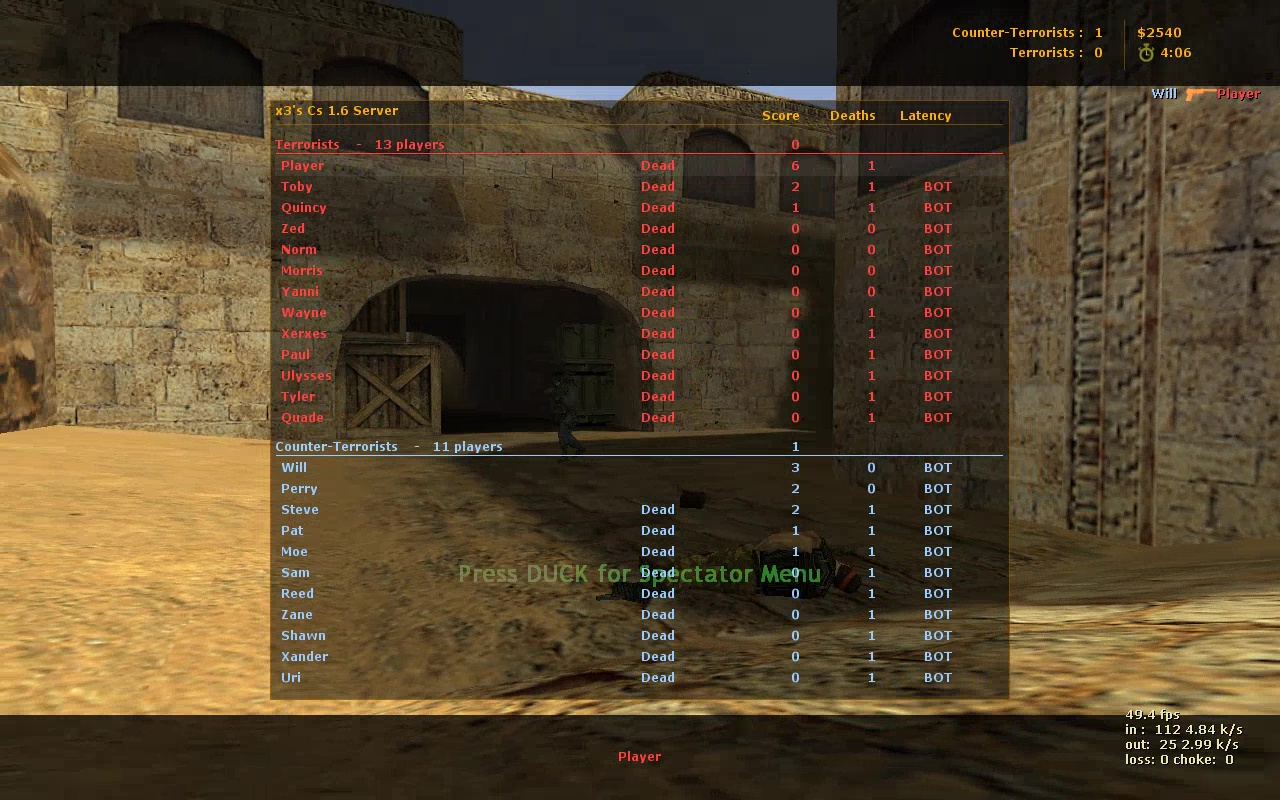 Counter-Terrorists : 1 $2540
Terrorists : 0 4:06
Will Player
x3's Cs 1.6 Server Score Deaths Latency
Terrorists - 13 players 0
Player Dead 6 1
Toby Dead 2 1 BOT
Quincy Dead 1 1 BOT
Zed Dead 0 0 BOT
Norm Dead 0 0 BOT
Morris Dead 0 0 BOT
Yanni Dead 0 0 BOT
Wayne Dead 0 1 BOT
Xerxes Dead 0 1 BOT
Paul Dead 0 1 BOT
Ulysses Dead 0 1 BOT
Tyler Dead 0 1 BOT
Quade Dead 0 1 BOT
Counter-Terrorists - 11 players 1
Will 3 0 BOT
Perry 2 0 BOT
Steve Dead 2 1 BOT
Pat Dead 1 1 BOT
Moe Dead 1 1 BOT
Sam Dead 0 1 BOT
Press DUCK for Spectator Menu
Reed Dead 0 1 BOT
Zane Dead 0 1 BOT
Shawn Dead 0 1 BOT
Xander Dead 0 1 BOT
Uri Dead 0 1 BOT
49.4 fps
in : 112 4.84 k/s
out: 25 2.99 k/s
loss: 0 choke: 0
Player